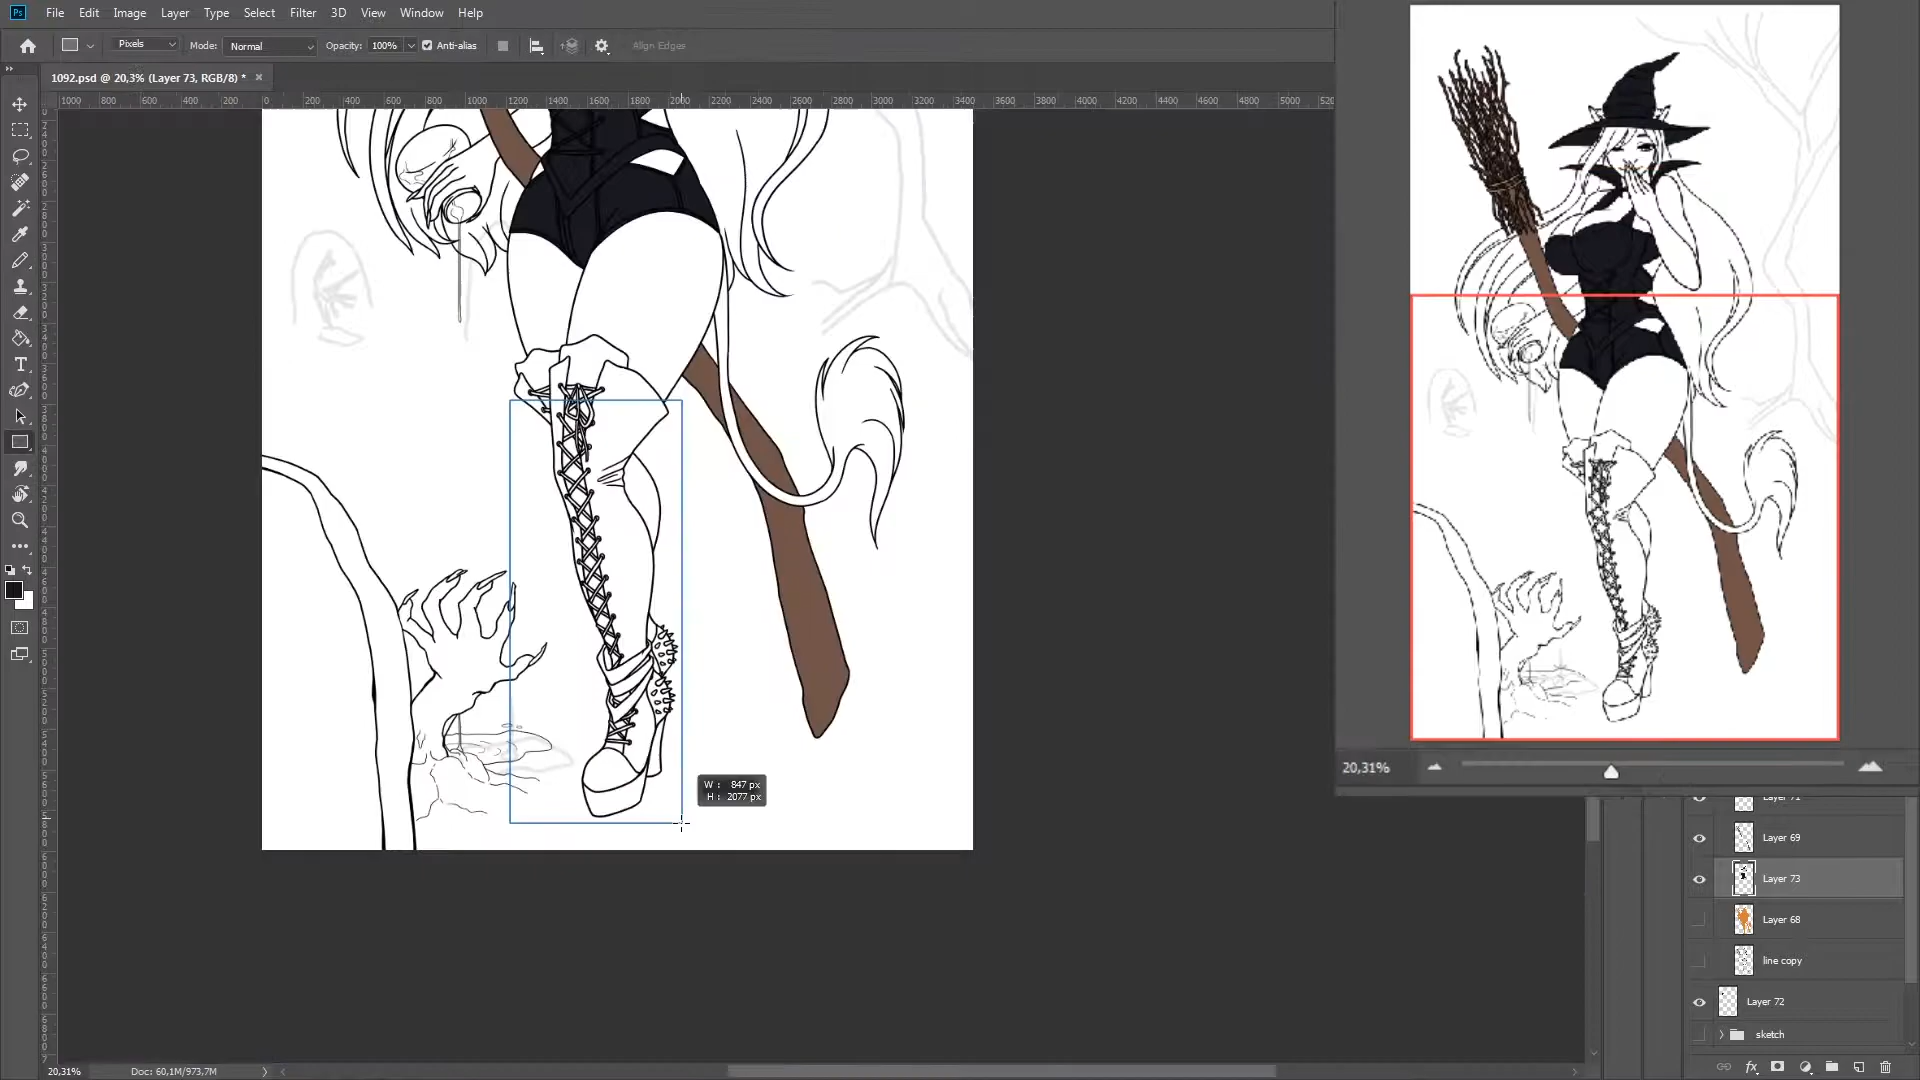 Ps File Edit Image Layer Type Select Filter 3D View Window Help
Pixels Mode: Normal Opacity: 100% Anti-alias Align Edges
1092.psd @ 20,3% (Layer 73, RGB/8) * ×
1000 800 600 400 200 0 200 400 600 800 1000 1200 1400 1600 1800 2000 2200 2400 2600 2800 3000 3200 3400 3600 3800 4000 4200 4400 4600 4800 5000 520
W : 847 px
H : 2077 px
20,31%
Layer 71
Layer 69
Layer 73
Layer 68
line copy
Layer 72
sketch
20,31% Doc: 60,1M/973,7M